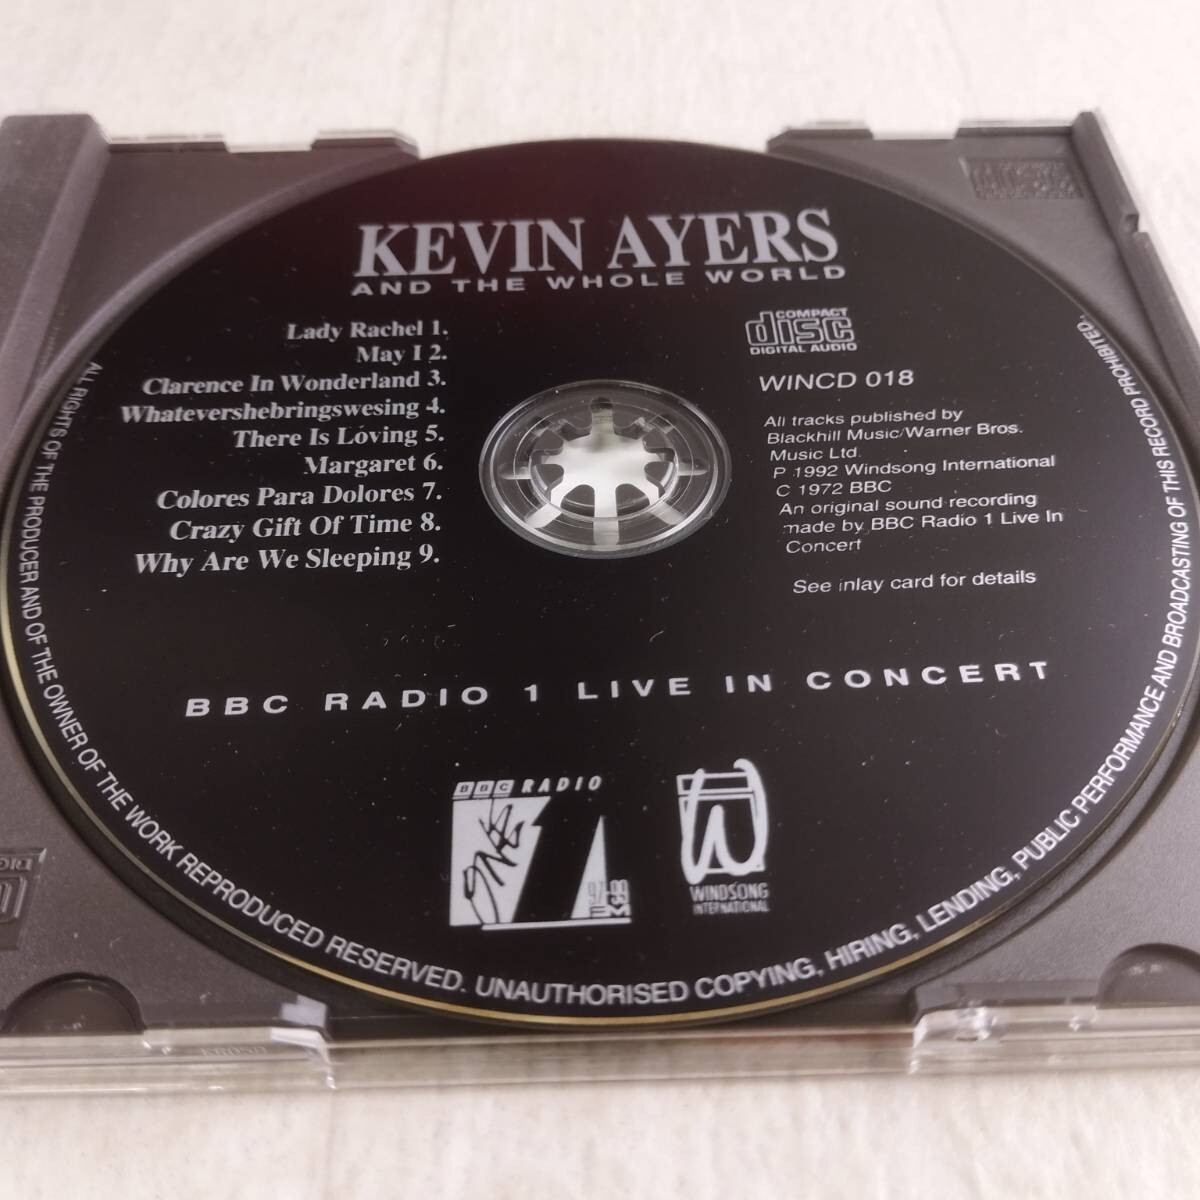 KEVIN AYERS
AND THE WHOLE WORLD
Lady Rachel 1.
May I 2.
Clarence In Wonderland 3.
Whatevershebringswesing 4.
There Is Loving 5.
Margaret 6.
Colores Para Dolores 7.
Crazy Gift Of Time 8.
Why Are We Sleeping 9.
COMPACT
disc
DIGITAL AUDIO
WINCD 018
All tracks published by
Blackhill Music/Warner Bros.
Music Ltd.
P 1992 Windsong International
C 1972 BBC
An original sound recording
made by BBC Radio 1 Live In
Concert
See inlay card for details
BBC RADIO 1 LIVE IN CONCERT
BBC RADIO
ONE
1
97-99
FM
W
WINDSONG
INTERNATIONAL
ALL RIGHTS OF THE PRODUCER AND OF THE OWNER OF THE WORK REPRODUCED RESERVED. UNAUTHORISED COPYING, HIRING, LENDING, PUBLIC PERFORMANCE AND BROADCASTING OF THIS RECORD PROHIBITED.